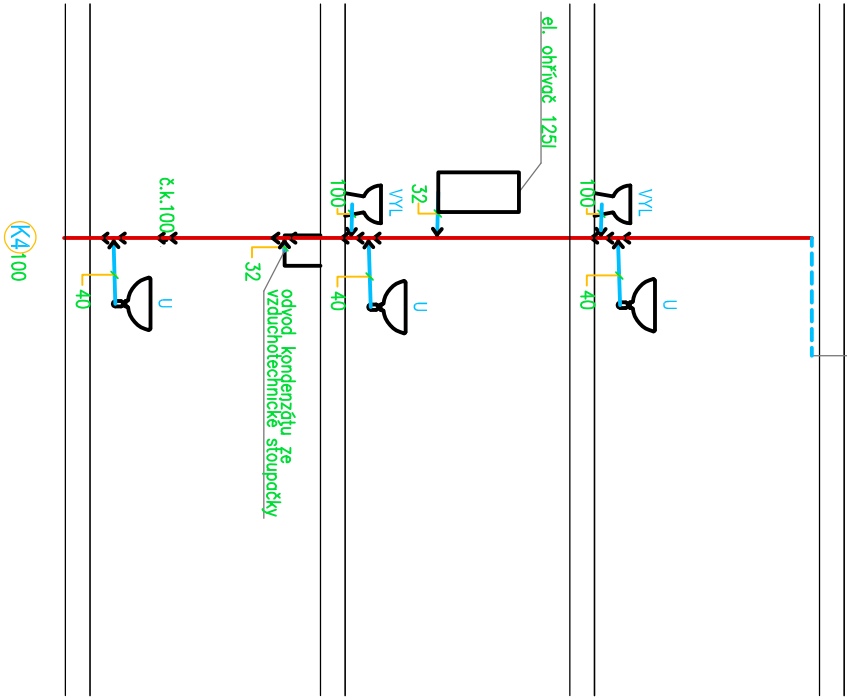 el. ohřívač 125l
VYL
100
U
40
VYL
100
32
U
40
č.k.100
32
odvod kondenzátu ze
vzduchotechnické stoupačky
U
40
K4
100